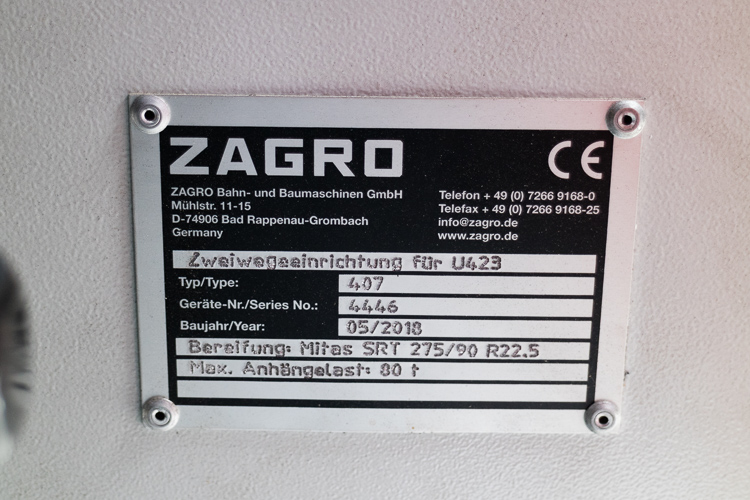 ZAGRO CE
ZAGRO Bahn- und Baumaschinen GmbH
Mühlstr. 11-15
D-74906 Bad Rappenau-Grombach
Germany
Telefon + 49 (0) 7266 9168-0
Telefax + 49 (0) 7266 9168-25
info@zagro.de
www.zagro.de
Zweiwegeeinrichtung für U423
Typ/Type: 407
Geräte-Nr./Series No.: 4446
Baujahr/Year: 05/2018
Bereifung: Mitas SRT 275/90 R22.5
Max. Anhängelast: 80 t